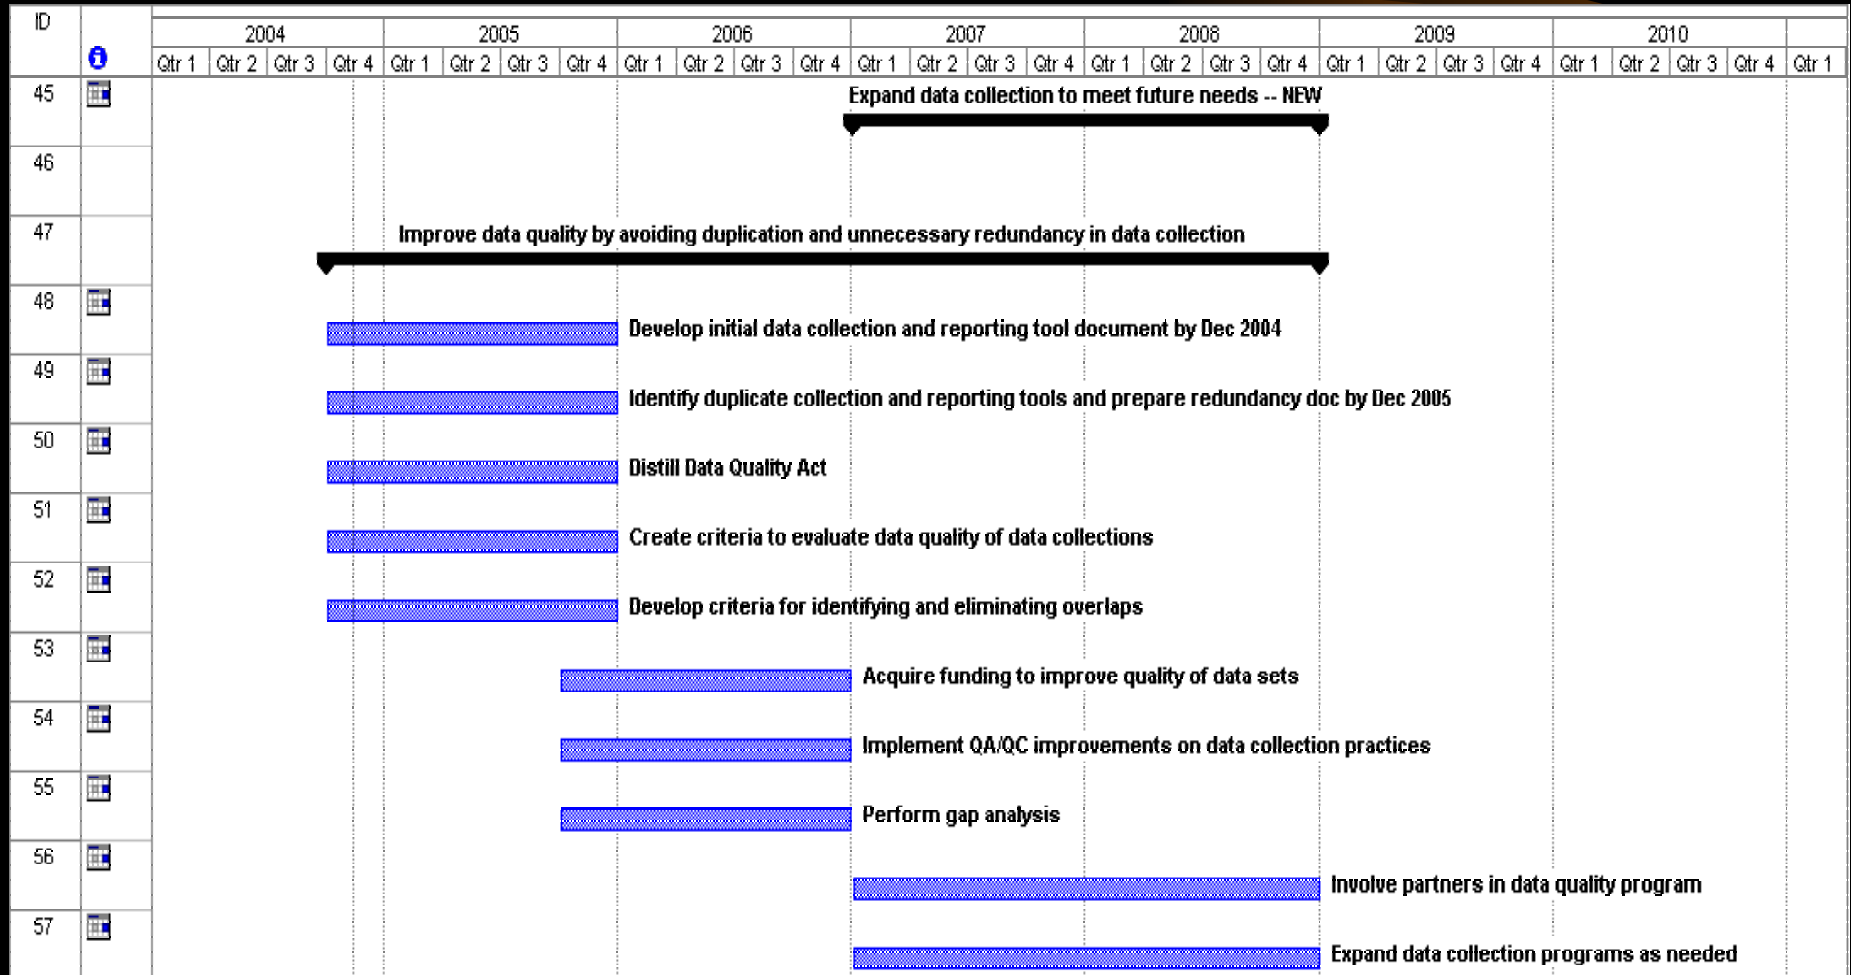 ID
2004 2005 2006 2007 2008 2009 2010
Qtr 1 Qtr 2 Qtr 3 Qtr 4 Qtr 1 Qtr 2 Qtr 3 Qtr 4 Qtr 1 Qtr 2 Qtr 3 Qtr 4 Qtr 1 Qtr 2 Qtr 3 Qtr 4 Qtr 1 Qtr 2 Qtr 3 Qtr 4 Qtr 1 Qtr 2 Qtr 3 Qtr 4 Qtr 1 Qtr 2 Qtr 3 Qtr 4 Qtr 1
45 Expand data collection to meet future needs -- NEW
46
47 Improve data quality by avoiding duplication and unnecessary redundancy in data collection
48 Develop initial data collection and reporting tool document by Dec 2004
49 Identify duplicate collection and reporting tools and prepare redundancy doc by Dec 2005
50 Distill Data Quality Act
51 Create criteria to evaluate data quality of data collections
52 Develop criteria for identifying and eliminating overlaps
53 Acquire funding to improve quality of data sets
54 Implement QA/QC improvements on data collection practices
55 Perform gap analysis
56 Involve partners in data quality program
57 Expand data collection programs as needed